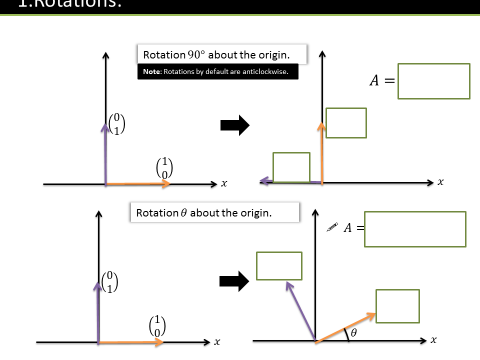 1.Rotations.
Rotation 90° about the origin.
Note: Rotations by default are anticlockwise.
A =
(0
1)
(1
0)
x
x
Rotation θ about the origin.
A =
(0
1)
(1
0)
θ
x
x